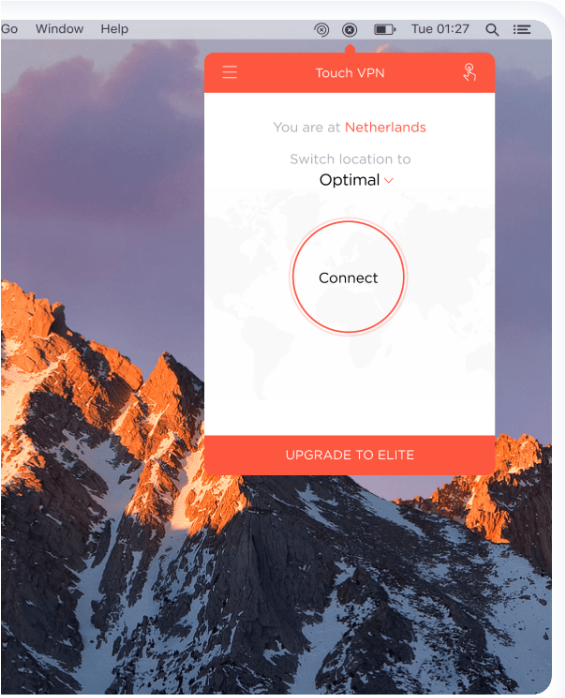 Go Window Help Tue 01:27
Touch VPN
You are at Netherlands
Switch location to
Optimal
Connect
UPGRADE TO ELITE